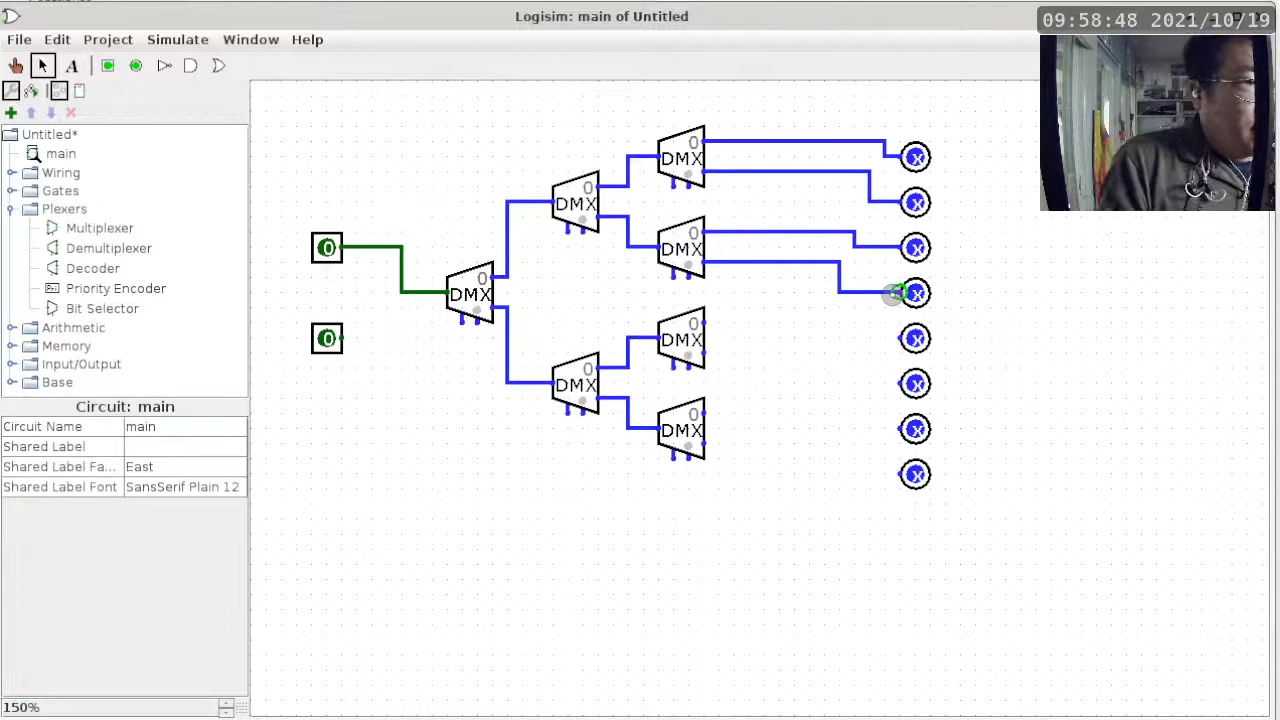 Logisim: main of Untitled
09:58:48 2021/10/19
File Edit Project Simulate Window Help
A
Untitled*
main
Wiring
Gates
Plexers
Multiplexer
Demultiplexer
Decoder
Priority Encoder
Bit Selector
Arithmetic
Memory
Input/Output
Base
Circuit: main
Circuit Name main
Shared Label
Shared Label Fa... East
Shared Label Font SansSerif Plain 12
150%
0
DMX
x
0
DMX
x
0
DMX
0
x
0
DMX
x
0
DMX
0
x
0
DMX
x
0
DMX
x
x